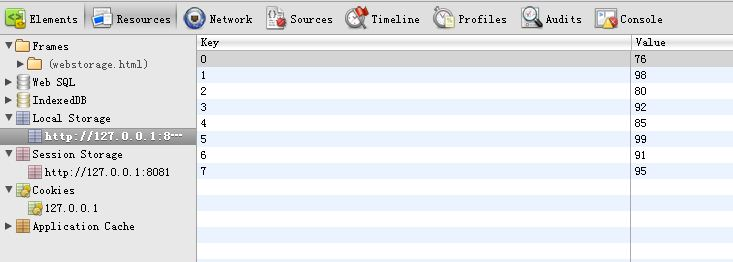 Elements Resources Network Sources Timeline Profiles Audits Console
Frames
(webstorage.html)
Web SQL
IndexedDB
Local Storage
http://127.0.0.1:8…
Session Storage
http://127.0.0.1:8081
Cookies
127.0.0.1
Application Cache
Key Value
0 76
1 98
2 80
3 92
4 85
5 99
6 91
7 95